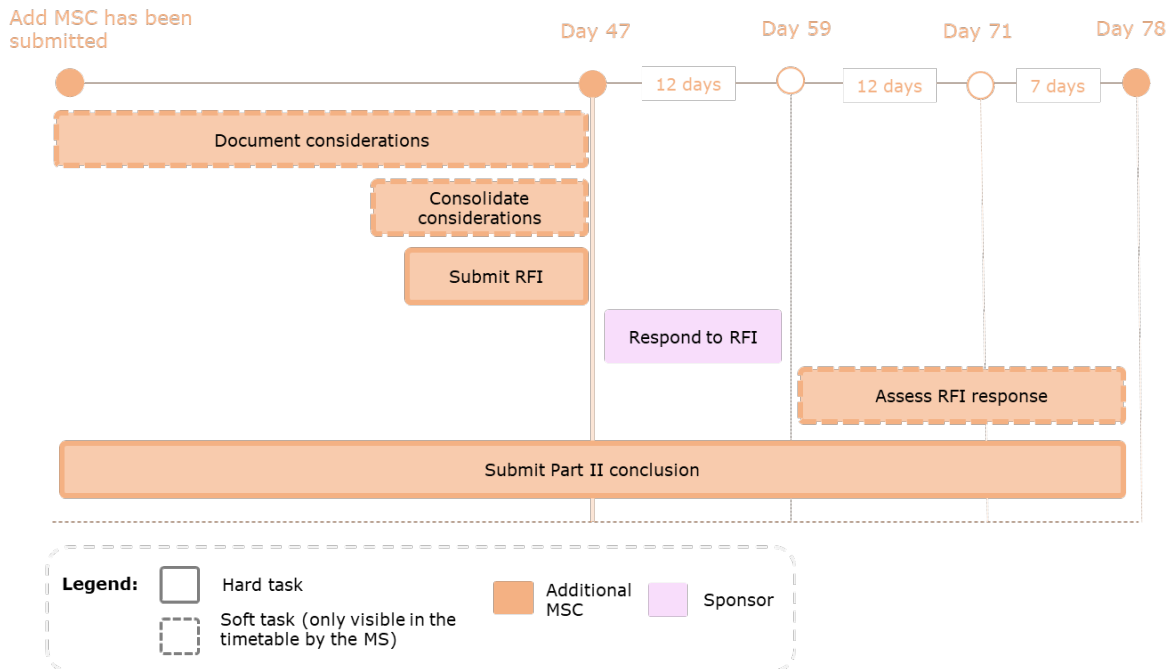 Add MSC has been
submitted
Day 47
Day 59
Day 71
Day 78
12 days
12 days
7 days
Document considerations
Consolidate
considerations
Submit RFI
Respond to RFI
Assess RFI response
Submit Part II conclusion
Legend:
Hard task
Soft task (only visible in the
timetable by the MS)
Additional
MSC
Sponsor